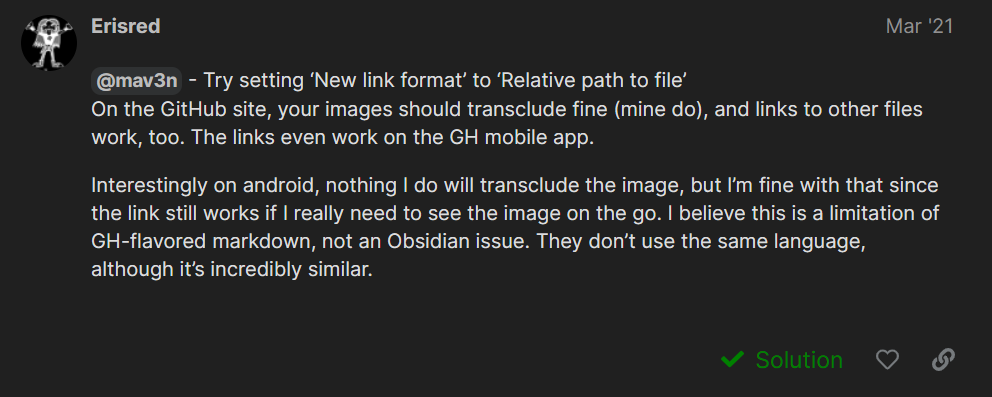 Erisred
Mar '21
@mav3n - Try setting ‘New link format’ to ‘Relative path to file’
On the GitHub site, your images should transclude fine (mine do), and links to other files
work, too. The links even work on the GH mobile app.
Interestingly on android, nothing I do will transclude the image, but I’m fine with that since
the link still works if I really need to see the image on the go. I believe this is a limitation of
GH-flavored markdown, not an Obsidian issue. They don’t use the same language,
although it’s incredibly similar.
Solution